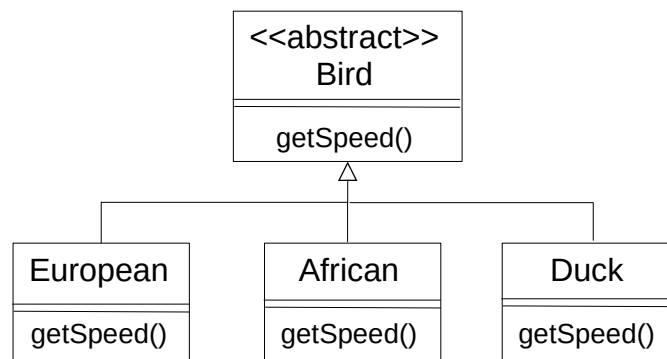 <<abstract>>
Bird
getSpeed()
European
getSpeed()
African
getSpeed()
Duck
getSpeed()